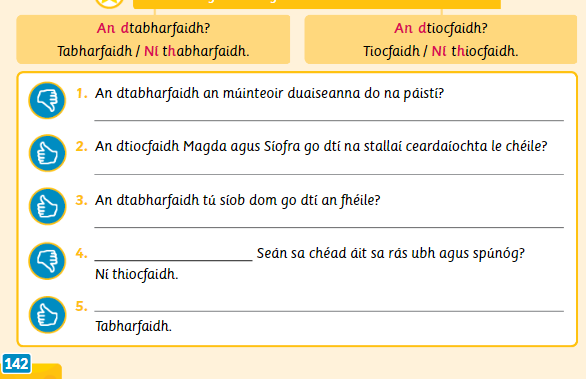 An dtabharfaidh?
Tabharfaidh / Ní thabharfaidh.
An dtiocfaidh?
Tiocfaidh / Ní thiocfaidh.
1. An dtabharfaidh an múinteoir duaiseanna do na páistí?
2. An dtiocfaidh Magda agus Síofra go dtí na stallaí ceardaíochta le chéile?
3. An dtabharfaidh tú síob dom go dtí an fhéile?
4. ____________________ Seán sa chéad áit sa rás ubh agus spúnóg?
Ní thiocfaidh.
5.
Tabharfaidh.
142